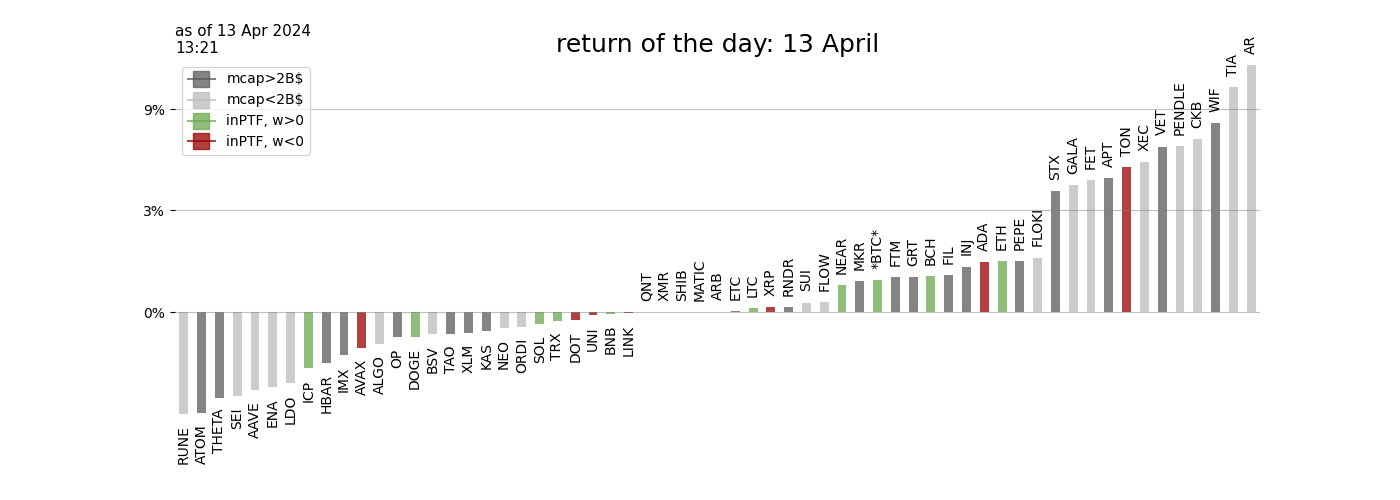 as of 13 Apr 2024
13:21
return of the day: 13 April
mcap>2B$
mcap<2B$
inPTF, w>0
inPTF, w<0
9%
3%
0%
RUNE
ATOM
THETA
SEI
AAVE
ENA
LDO
ICP
HBAR
IMX
AVAX
ALGO
OP
DOGE
BSV
TAO
XLM
KAS
NEO
ORDI
SOL
TRX
DOT
UNI
BNB
LINK
QNT
XMR
SHIB
MATIC
ARB
ETC
LTC
XRP
RNDR
SUI
FLOW
NEAR
MKR
*BTC*
FTM
GRT
BCH
FIL
INJ
ADA
ETH
PEPE
FLOKI
STX
GALA
FET
APT
TON
XEC
VET
PENDLE
CKB
WIF
TIA
AR